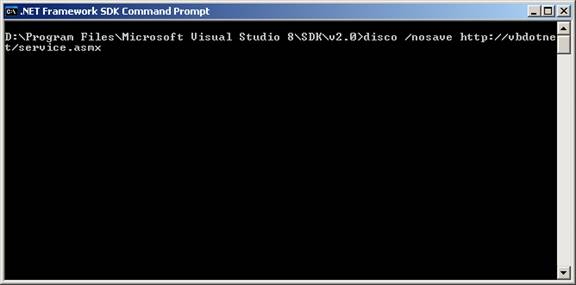 .NET Framework SDK Command Prompt
D:\Program Files\Microsoft Visual Studio 8\SDK\v2.0>disco /nosave http://vbdotne
t/service.asmx